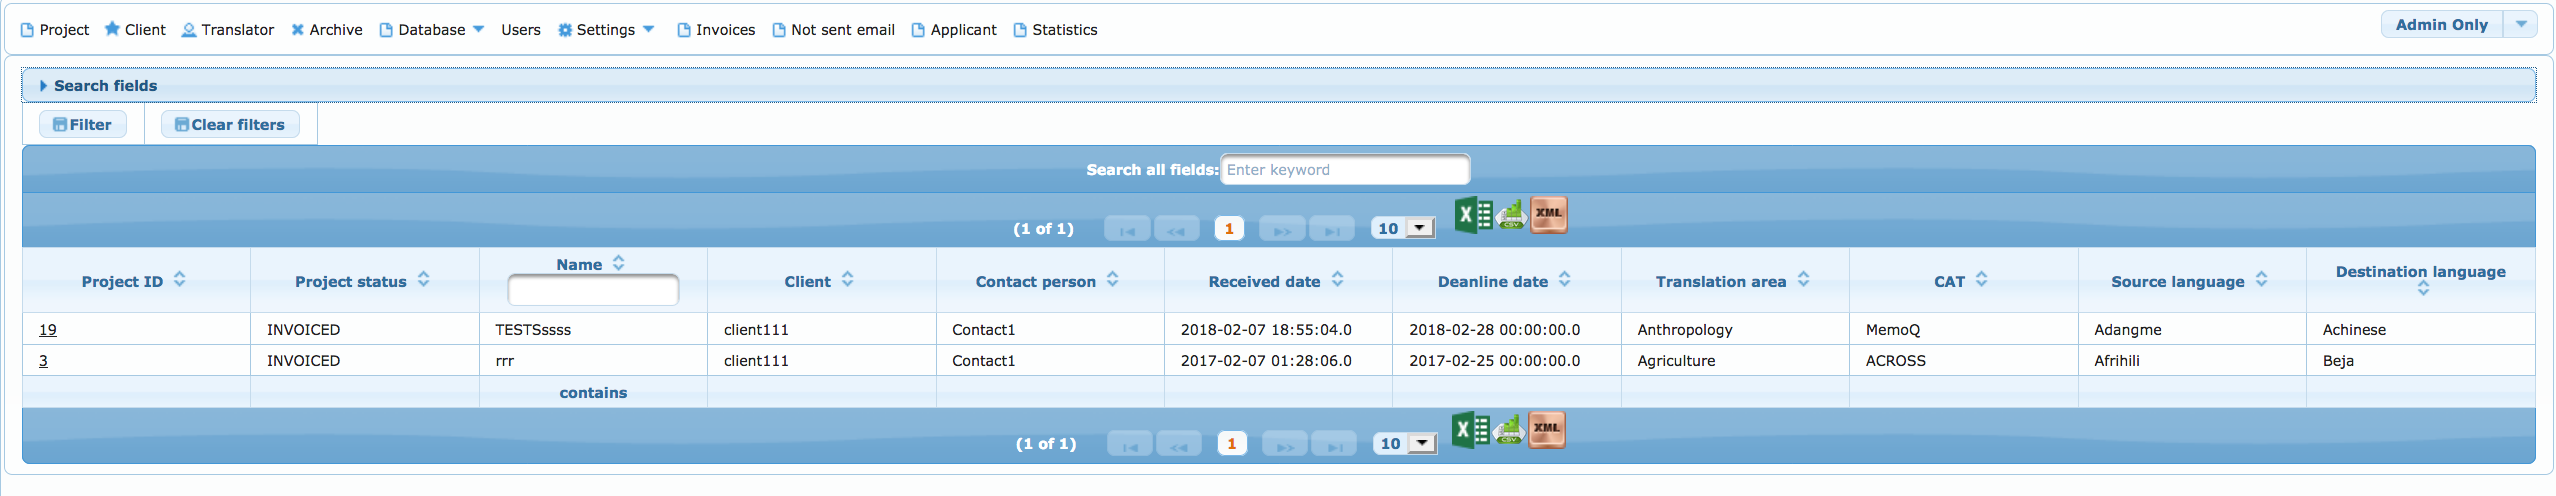 Project Client Translator Archive Database Users Settings Invoices Not sent email Applicant Statistics Admin Only
Search fields
Filter Clear filters
Search all fields: Enter keyword
(1 of 1) 1 10 X CSV XML
Project ID Project status Name Client Contact person Received date Deanline date Translation area CAT Source language Destination language
19 INVOICED TESTSssss client111 Contact1 2018-02-07 18:55:04.0 2018-02-28 00:00:00.0 Anthropology MemoQ Adangme Achinese
3 INVOICED rrr client111 Contact1 2017-02-07 01:28:06.0 2017-02-25 00:00:00.0 Agriculture ACROSS Afrihili Beja
contains
(1 of 1) 1 10 X CSV XML